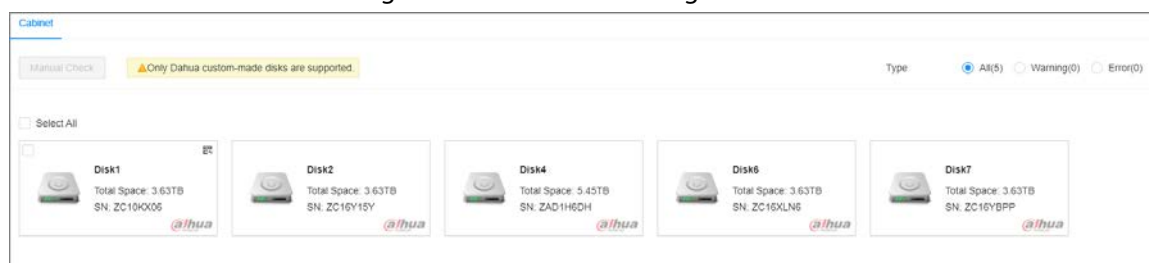 Cabinet
Manual Check
Only Dahua custom-made disks are supported.
Type
All(5)
Warning(0)
Error(0)
Select All
Disk1
Total Space: 3.63TB
SN: ZC10KX06
alhua
Disk2
Total Space: 3.63TB
SN: ZC16Y15Y
alhua
Disk4
Total Space: 5.45TB
SN: ZAD1H6DH
alhua
Disk6
Total Space: 3.63TB
SN: ZC16XLN6
alhua
Disk7
Total Space: 3.63TB
SN: ZC16YBPP
alhua